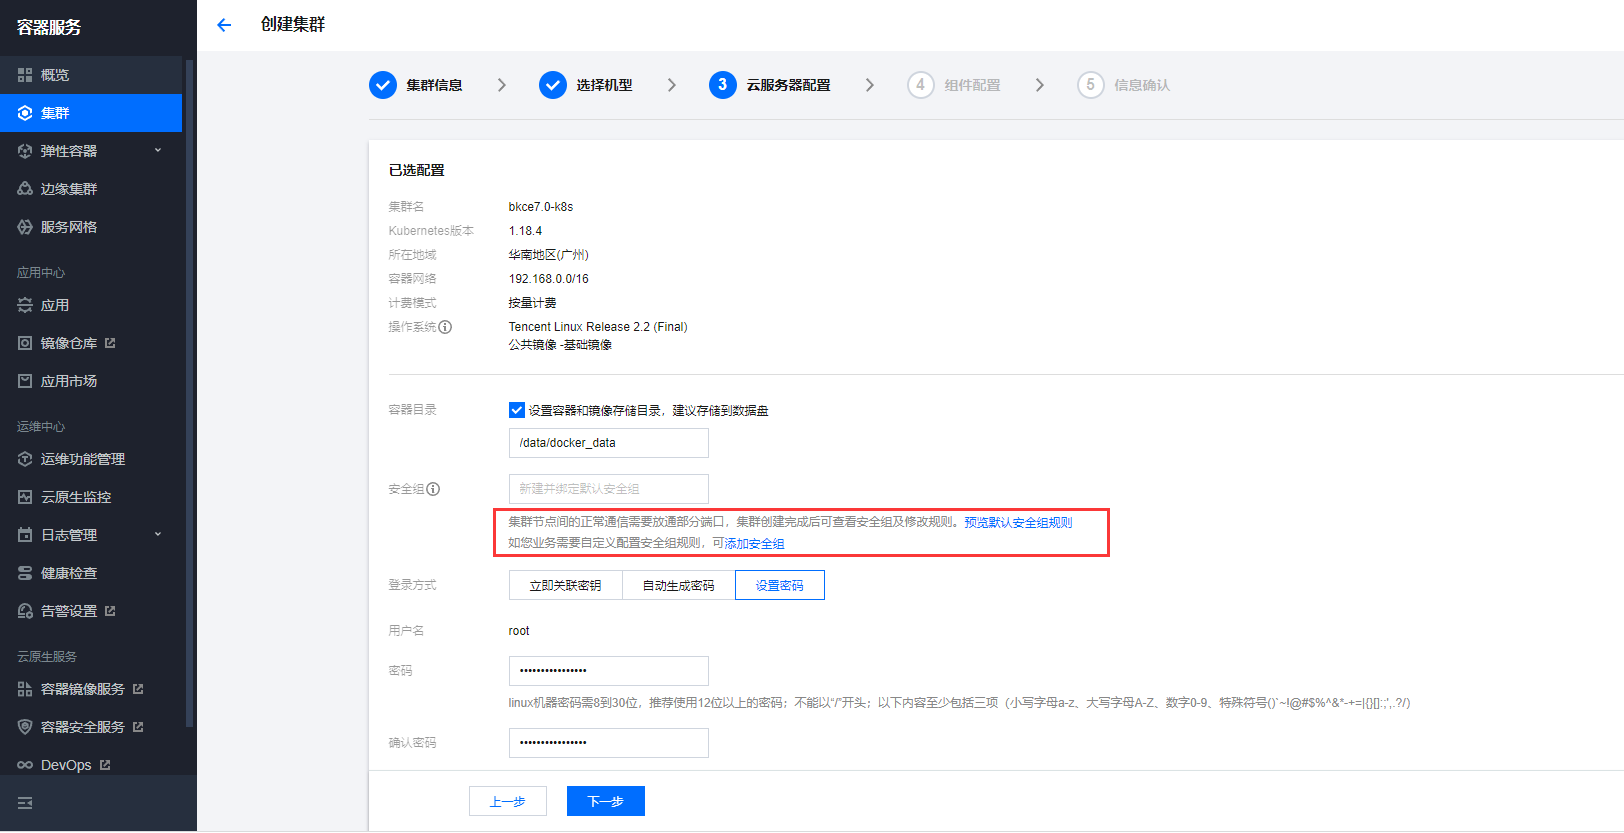 容器服务
创建集群
概览
集群
弹性容器
边缘集群
服务网格
应用中心
应用
镜像仓库
应用市场
运维中心
运维功能管理
云原生监控
日志管理
健康检查
告警设置
云原生服务
容器镜像服务
容器安全服务
DevOps
集群信息
选择机型
3 云服务器配置
4 组件配置
5 信息确认
已选配置
集群名 bkce7.0-k8s
Kubernetes版本 1.18.4
所在地域 华南地区(广州)
容器网络 192.168.0.0/16
计费模式 按量计费
操作系统 Tencent Linux Release 2.2 (Final)
公共镜像 -基础镜像
容器目录 设置容器和镜像存储目录，建议存储到数据盘
/data/docker_data
安全组 新建并绑定默认安全组
集群节点间的正常通信需要放通部分端口，集群创建完成后可查看安全组及修改规则。预览默认安全组规则
如您业务需要自定义配置安全组规则，可添加安全组
登录方式 立即关联密钥 自动生成密码 设置密码
用户名 root
密码 ••••••••••••••••
linux机器密码需8到30位，推荐使用12位以上的密码；不能以“/”开头；以下内容至少包括三项（小写字母a-z、大写字母A-Z、数字0-9、特殊符号()`~!@#$%^&*-+=|{}[]:;',.?/)
确认密码 ••••••••••••••••
上一步 下一步